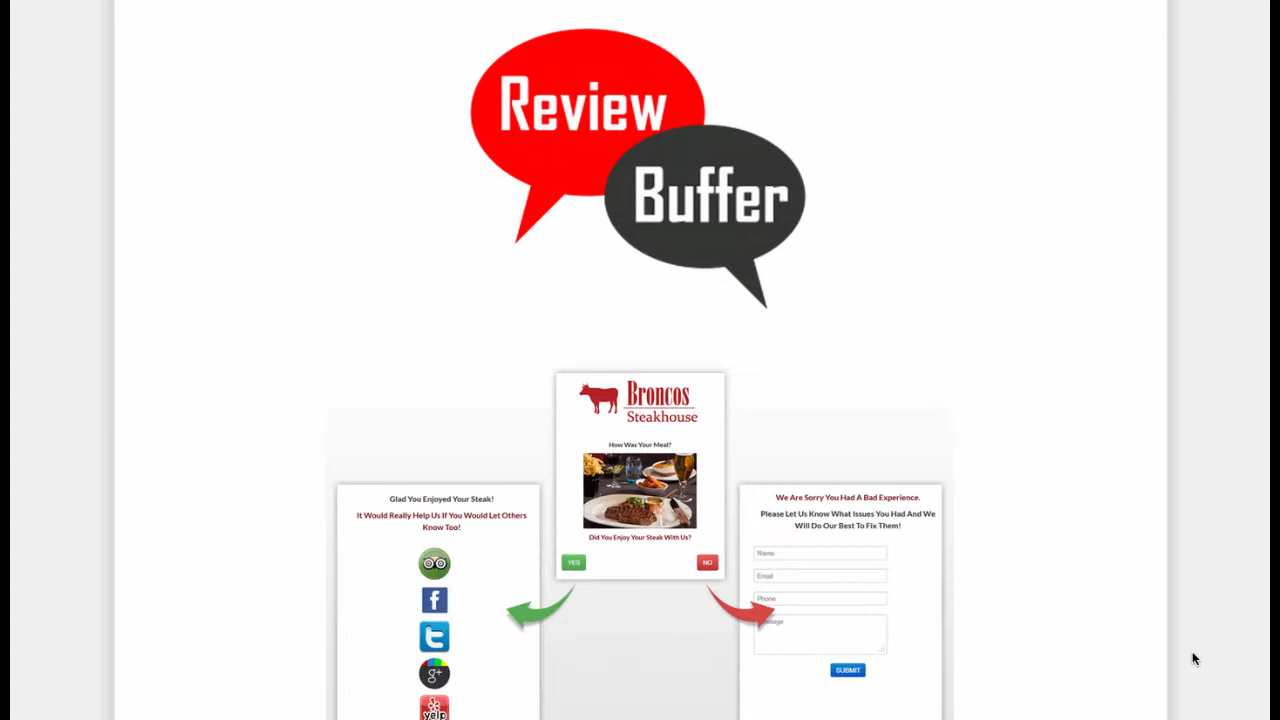 Review
Buffer
Broncos
Steakhouse
How Was Your Meal?
Did You Enjoy Your Steak With Us?
YES
NO
Glad You Enjoyed Your Steak!
It Would Really Help Us If You Would Let Others
Know Too!
f
t
g+
yelp
We Are Sorry You Had A Bad Experience.
Please Let Us Know What Issues You Had And We
Will Do Our Best To Fix Them!
Name
Email
Phone
essage
SUBMIT